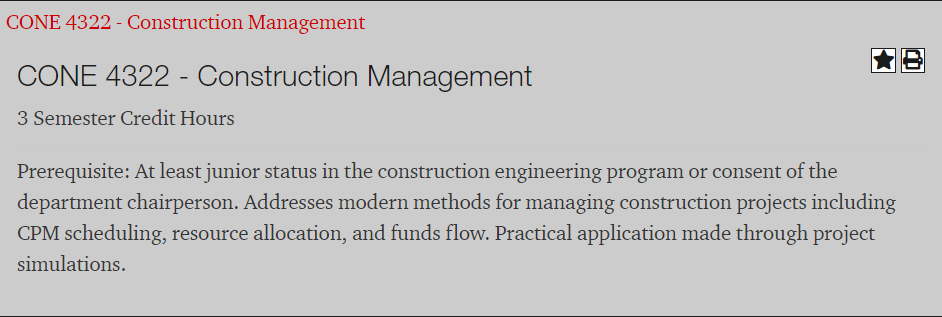 CONE 4322 - Construction Management
CONE 4322 - Construction Management
3 Semester Credit Hours
Prerequisite: At least junior status in the construction engineering program or consent of the
department chairperson. Addresses modern methods for managing construction projects including
CPM scheduling, resource allocation, and funds flow. Practical application made through project
simulations.